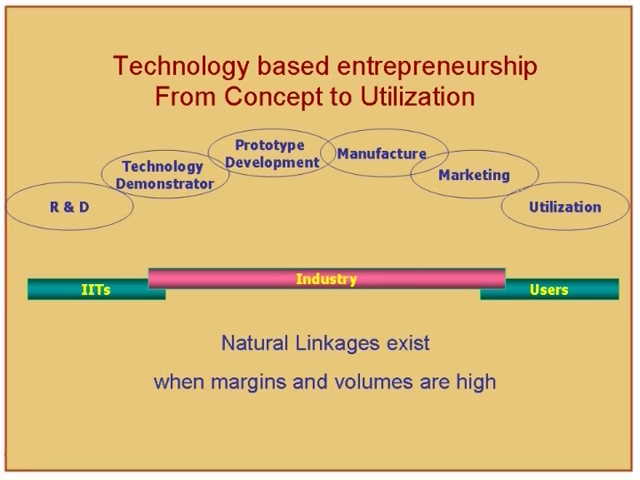 Technology based entrepreneurship
From Concept to Utilization
Prototype
Development
Manufacture
Technology
Demonstrator
Marketing
R & D
Utilization
Industry
IITs
Users
Natural Linkages exist
when margins and volumes are high